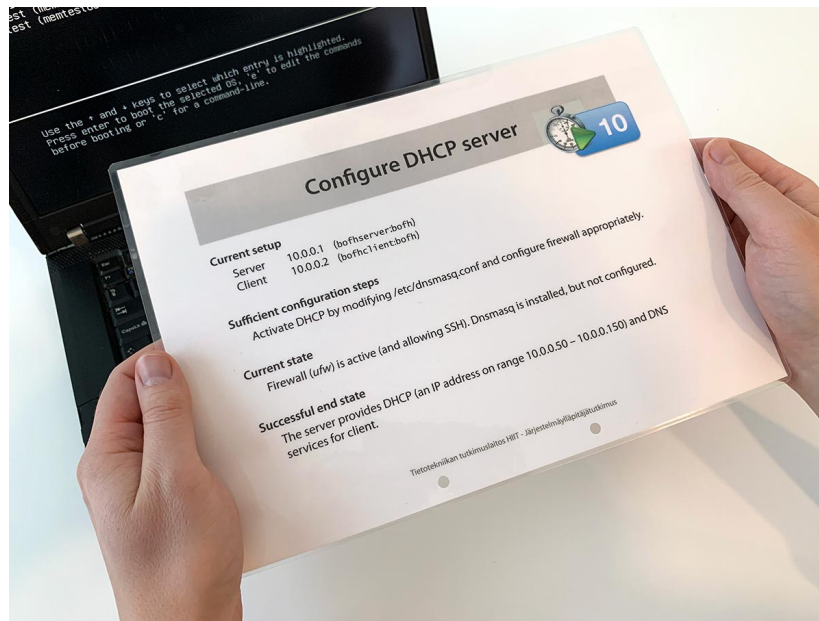 est (mem
test (memtest86
Use the ↑ and ↓ keys to select which entry is highlighted.
Press enter to boot the selected OS, 'e' to edit the commands
before booting or 'c' for a command-line.
Configure DHCP server
10
Current setup
Server 10.0.0.1 (bofhserver:bofh)
Client 10.0.0.2 (bofhclient:bofh)
Sufficient configuration steps
Activate DHCP by modifying /etc/dnsmasq.conf and configure firewall appropriately.
Current state
Firewall (ufw) is active (and allowing SSH). Dnsmasq is installed, but not configured.
Successful end state
The server provides DHCP (an IP address on range 10.0.0.50 – 10.0.0.150) and DNS
services for client.
Tietotekniikan tutkimuslaitos HIIT - Järjestelmäylläpitäjätutkimus